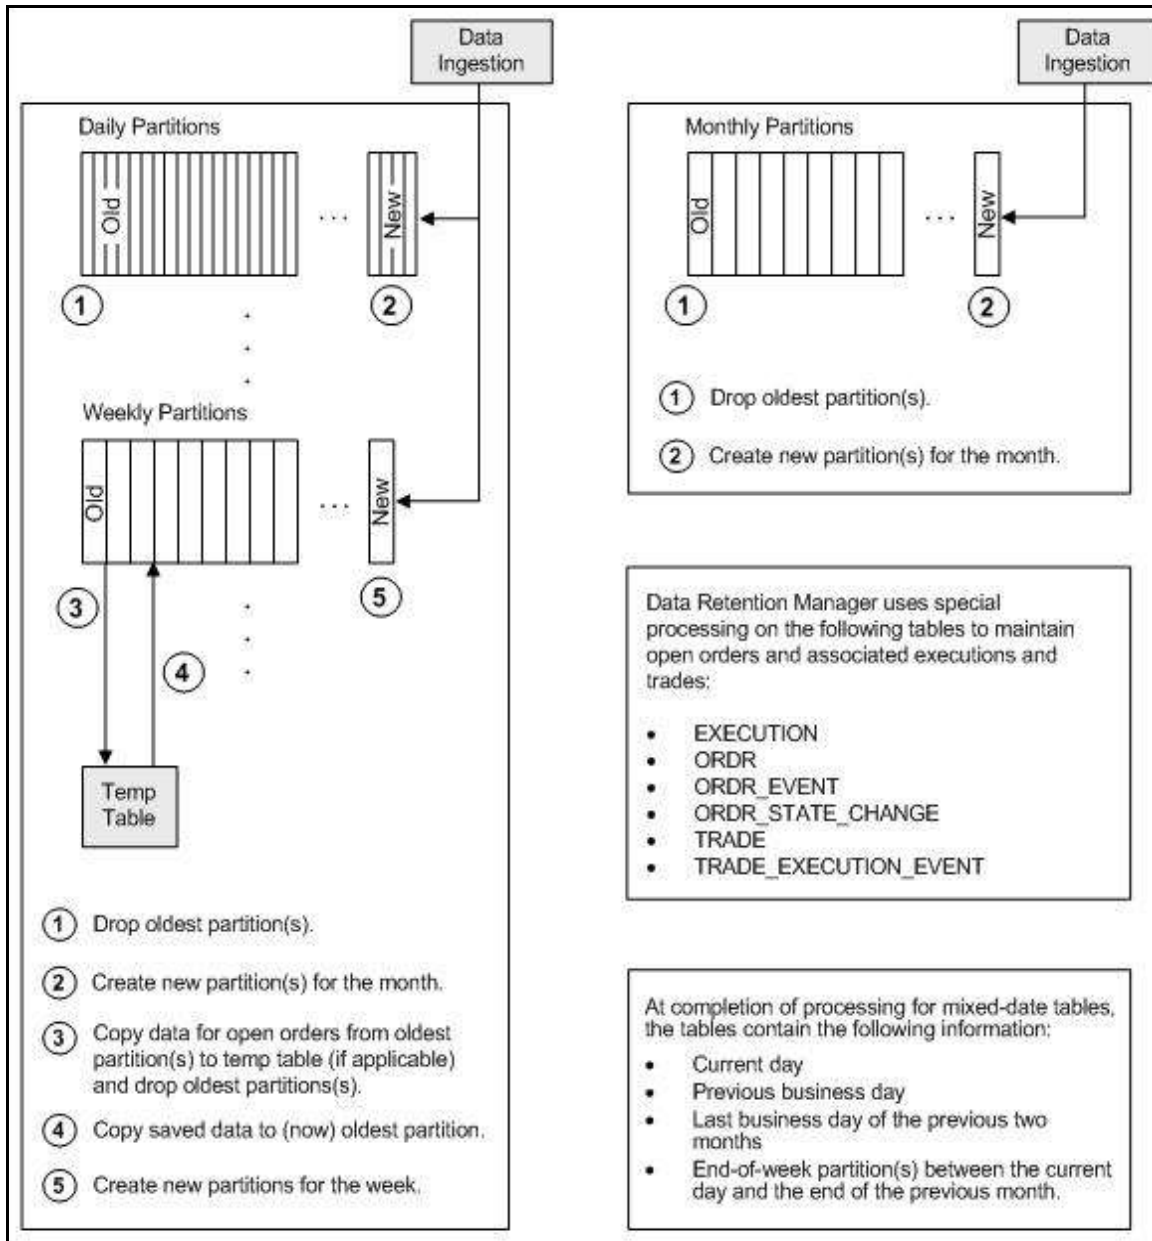 Data
Ingestion
Daily Partitions
Old
. . .
New
1
2
Weekly Partitions
Old
. . .
New
3
5
4
Temp
Table
1 Drop oldest partition(s).
2 Create new partition(s) for the month.
3 Copy data for open orders from oldest
partition(s) to temp table (if applicable)
and drop oldest partitions(s).
4 Copy saved data to (now) oldest partition.
5 Create new partitions for the week.
Data
Ingestion
Monthly Partitions
Old
. . .
New
1
2
1 Drop oldest partition(s).
2 Create new partition(s) for the month.
Data Retention Manager uses special
processing on the following tables to maintain
open orders and associated executions and
trades:
• EXECUTION
• ORDR
• ORDR_EVENT
• ORDR_STATE_CHANGE
• TRADE
• TRADE_EXECUTION_EVENT
At completion of processing for mixed-date tables,
the tables contain the following information:
• Current day
• Previous business day
• Last business day of the previous two
months
• End-of-week partition(s) between the current
day and the end of the previous month.